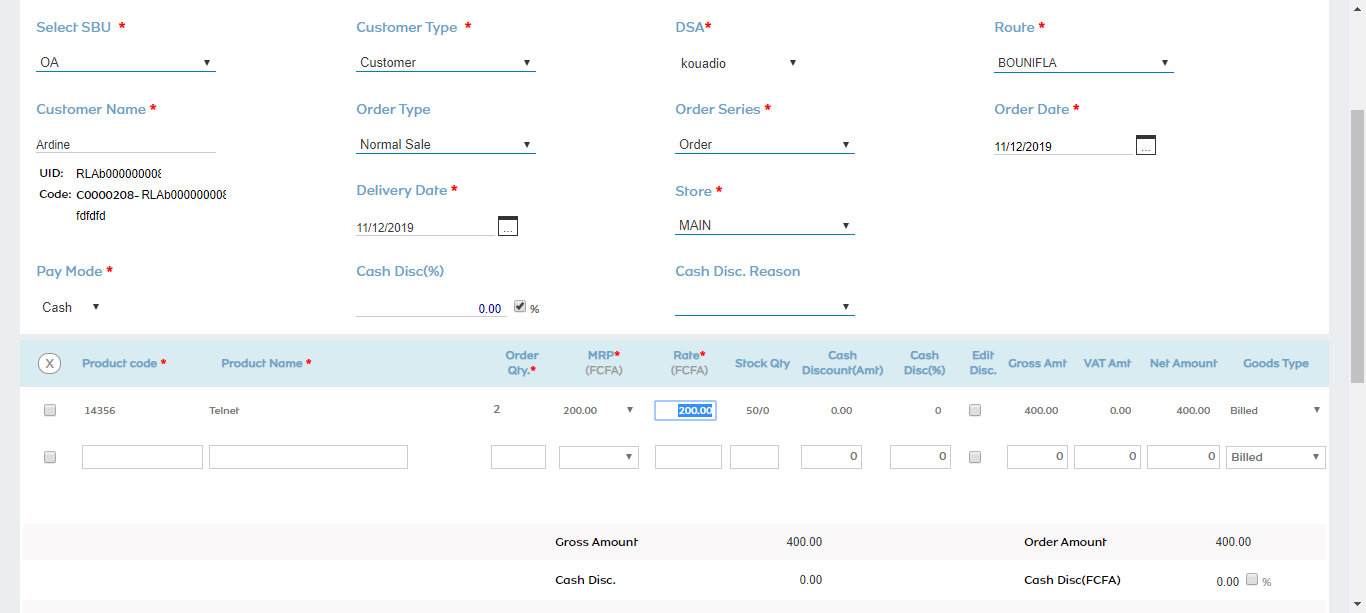 Select SBU * Customer Type * DSA* Route *
OA Customer kouadio BOUNIFLA
Customer Name * Order Type Order Series * Order Date *
Ardine Normal Sale Order 11/12/2019 ...
UID: RLAb000000008
Code: C0000208- RLAb000000008
fdfdfd
Delivery Date * Store *
11/12/2019 ... MAIN
Pay Mode * Cash Disc(%) Cash Disc. Reason
Cash 0.00 %
X Product code * Product Name * Order Qty.* MRP* (FCFA) Rate* (FCFA) Stock Qty Cash Discount(Amt) Cash Disc(%) Edit Disc. Gross Amt VAT Amt Net Amount Goods Type
14356 Telnet 2 200.00 200.00 50/0 0.00 0 400.00 0.00 400.00 Billed
0 0 0 0 0 Billed
Gross Amount 400.00 Order Amount 400.00
Cash Disc. 0.00 Cash Disc(FCFA) 0.00 %